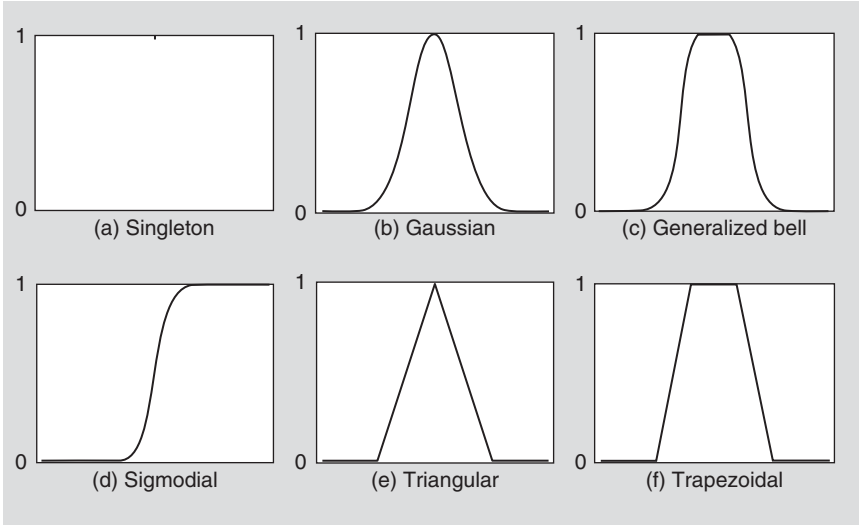 1
0
(a) Singleton
1
0
(b) Gaussian
1
0
(c) Generalized bell
1
0
(d) Sigmodial
1
0
(e) Triangular
1
0
(f) Trapezoidal